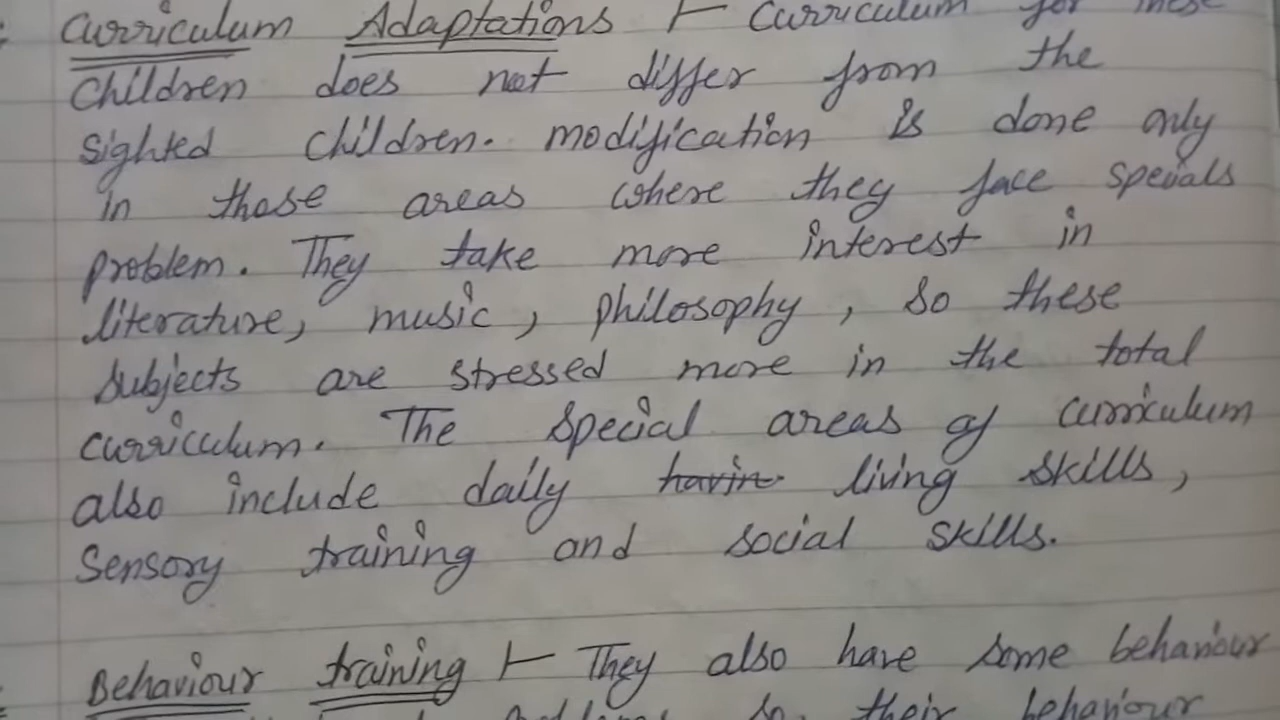 Curriculum Adaptations :- Curriculum for these
children does not differ from the
sighted children. modification is done only
in those areas where they face specials
problem. They take more interest in
literature, music, philosophy, so these
subjects are stressed more in the total
curriculum. The special areas of curriculum
also include daily havin living skills,
Sensory training and social skills.
Behaviour training :- They also have some behaviour
so their behaviour